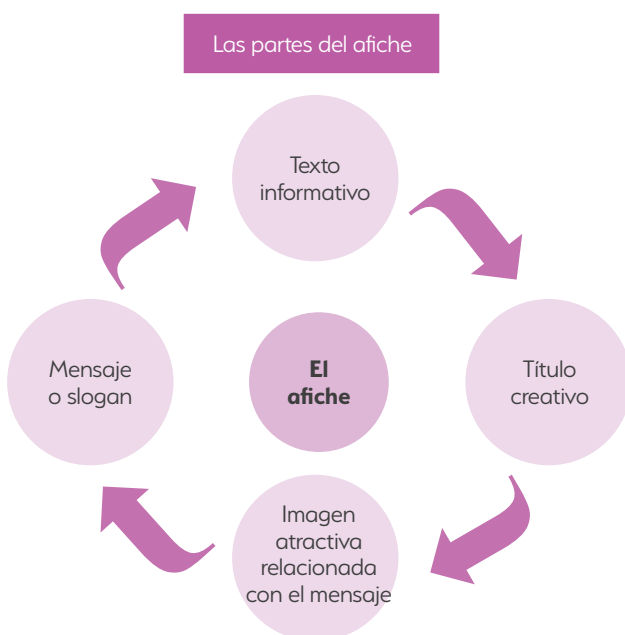 Las partes del afiche
Texto
informativo
Título
creativo
Imagen
atractiva
relacionada
con el mensaje
Mensaje
o slogan
El
afiche